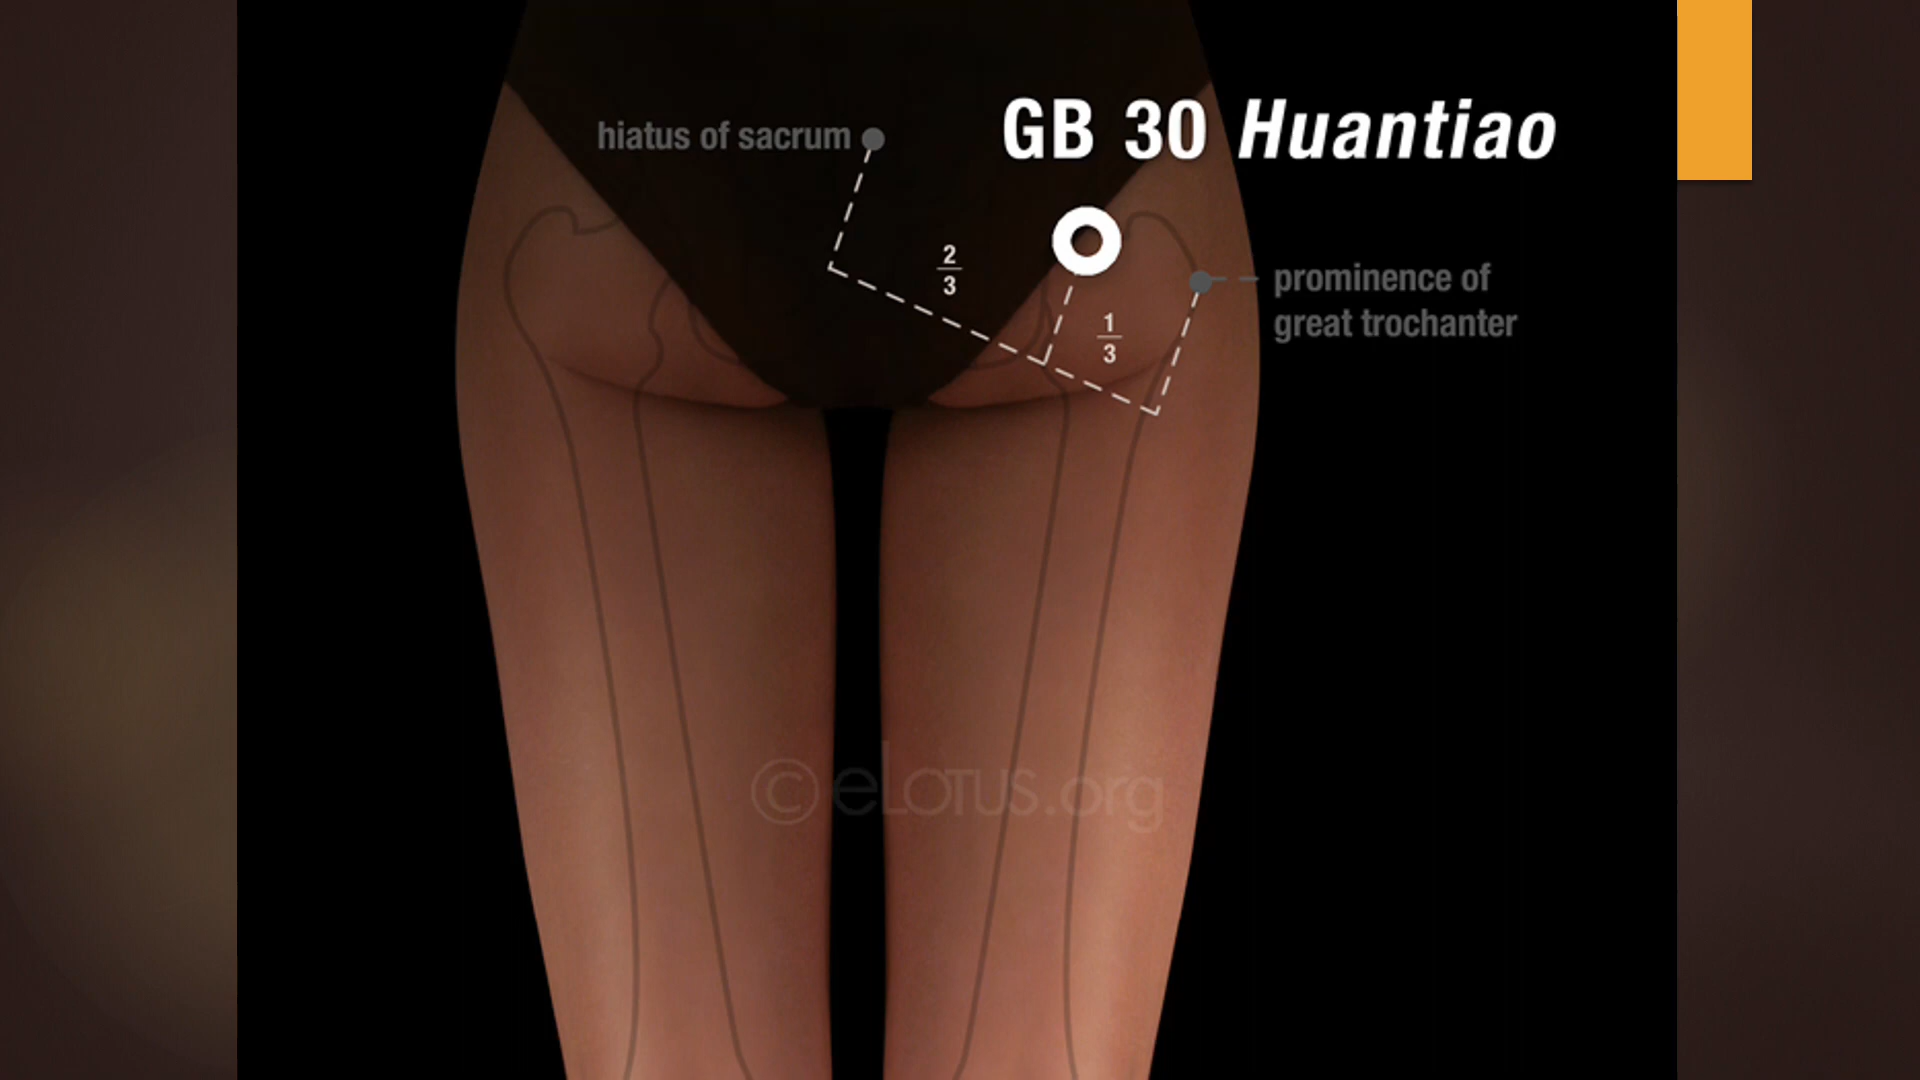 GB 30 Huantiao
hiatus of sacrum
2
3
1
3
prominence of
great trochanter
©eLOTUS.org